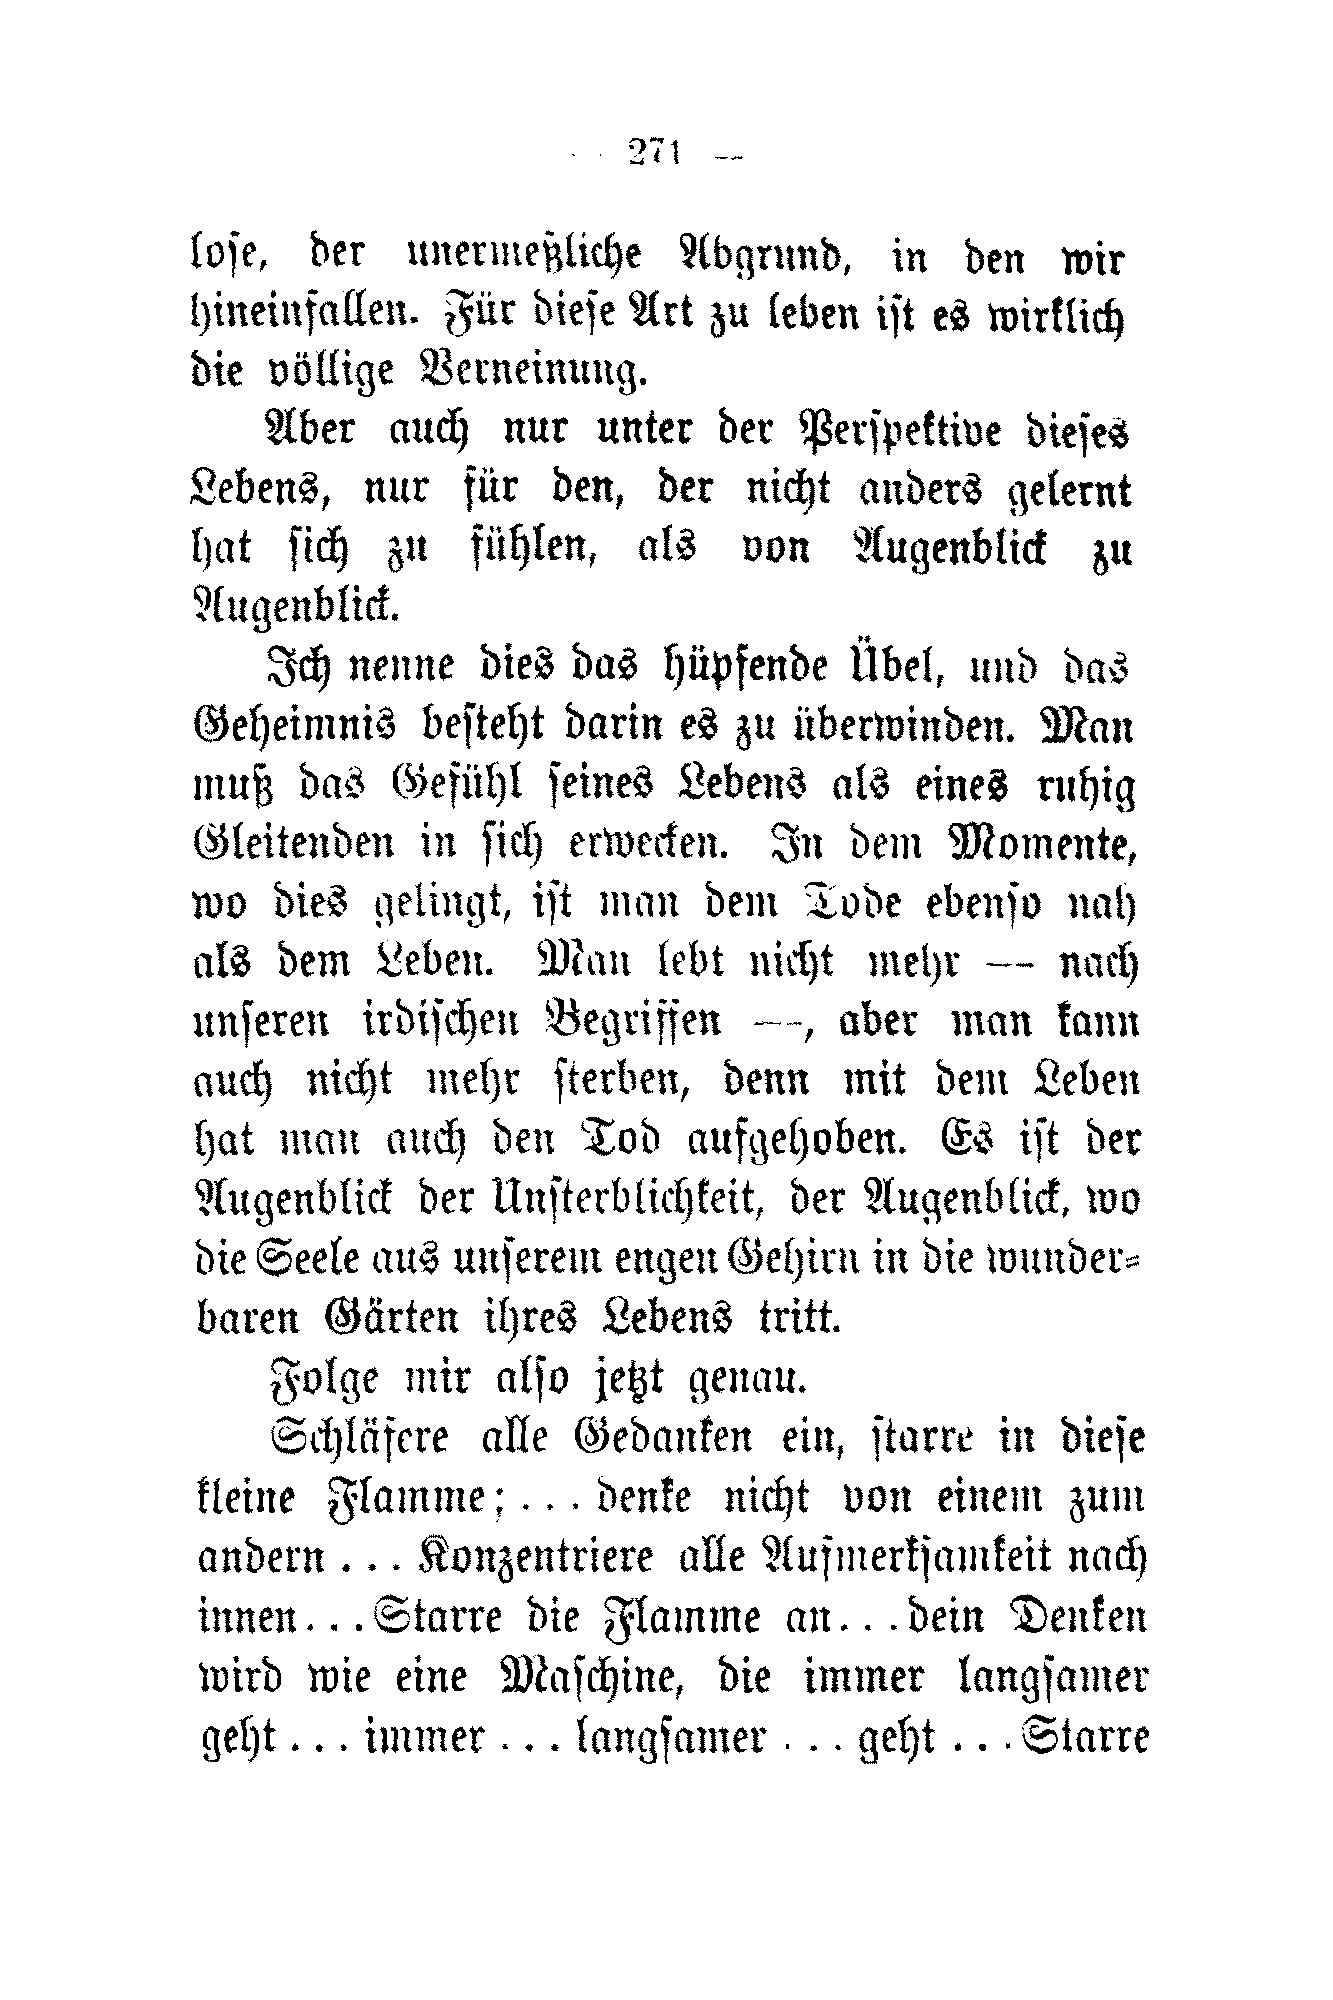 — 271 —
lose, der unermeßliche Abgrund, in den wir
hineinfallen. Für diese Art zu leben ist es wirklich
die völlige Verneinung.
Aber auch nur unter der Perspektive dieses
Lebens, nur für den, der nicht anders gelernt
hat sich zu fühlen, als von Augenblick zu
Augenblick.
Ich nenne dies das hüpfende Übel, und das
Geheimnis besteht darin es zu überwinden. Man
muß das Gefühl seines Lebens als eines ruhig
Gleitenden in sich erwecken. In dem Momente,
wo dies gelingt, ist man dem Tode ebenso nah
als dem Leben. Man lebt nicht mehr — nach
unseren irdischen Begriffen —, aber man kann
auch nicht mehr sterben, denn mit dem Leben
hat man auch den Tod aufgehoben. Es ist der
Augenblick der Unsterblichkeit, der Augenblick, wo
die Seele aus unserem engen Gehirn in die wunder-
baren Gärten ihres Lebens tritt.
Folge mir also jetzt genau.
Schläfere alle Gedanken ein, starre in diese
kleine Flamme; . . . denke nicht von einem zum
andern . . . Konzentriere alle Aufmerksamkeit nach
innen . . . Starre die Flamme an . . . dein Denken
wird wie eine Maschine, die immer langsamer
geht . . . immer . . . langsamer . . . geht . . . Starre